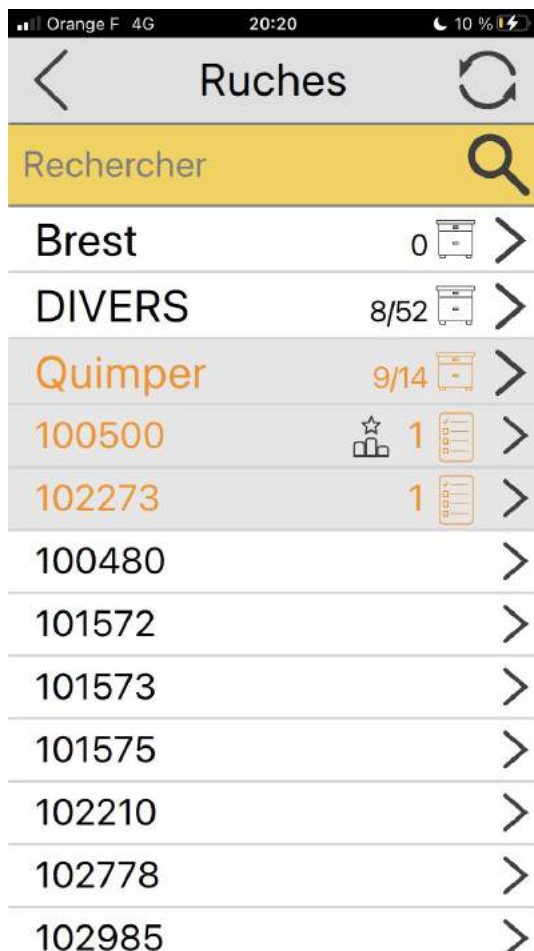 Orange F 4G 20:20 10 %
Ruches
Rechercher
Brest 0
DIVERS 8/52
Quimper 9/14
100500 1
102273 1
100480
101572
101573
101575
102210
102778
102985